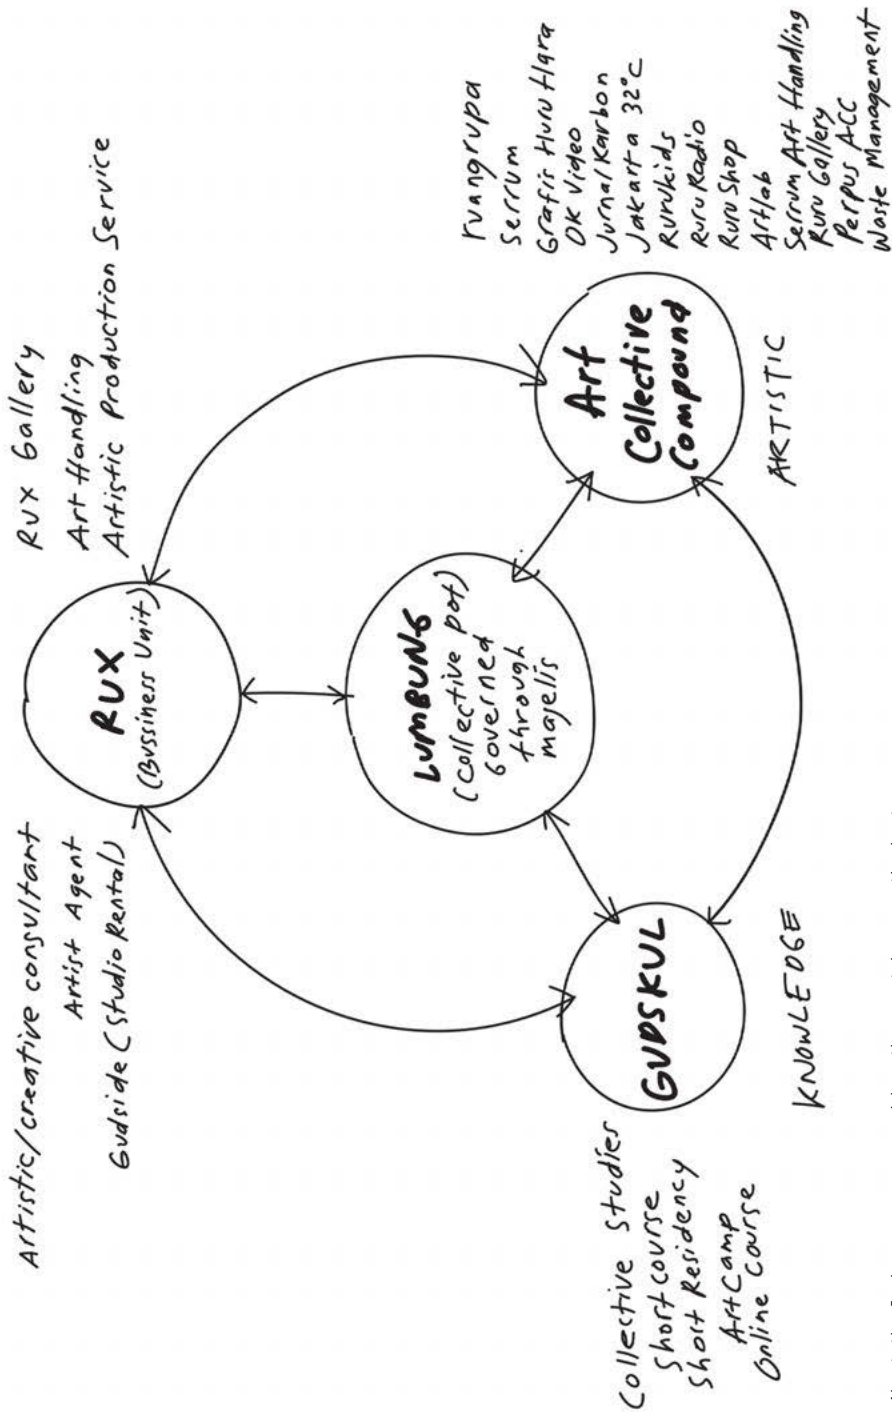 Artistic/creative consultant
Artist Agent
Gudside (Studio Rental)
RUX Gallery
Art Handling
Artistic Production Service
RUX
(Bussiness Unit)
LUMBUNG
(Collective pot)
Governed
through
majelis
GUDSKUL
Art
Collective
Compound
Collective Studies
Short course
Short Residency
ArtCamp
Online Course
KNOWLEDGE
ARTISTIC
ruangrupa
Serrum
Grafis Huru Hara
OK Video
Jurnal Karbon
Jakarta 32°C
Rurukids
Ruru Radio
Ruru Shop
Artlab
Serrum Art Handling
Ruru Gallery
Perpus ACC
Waste Management